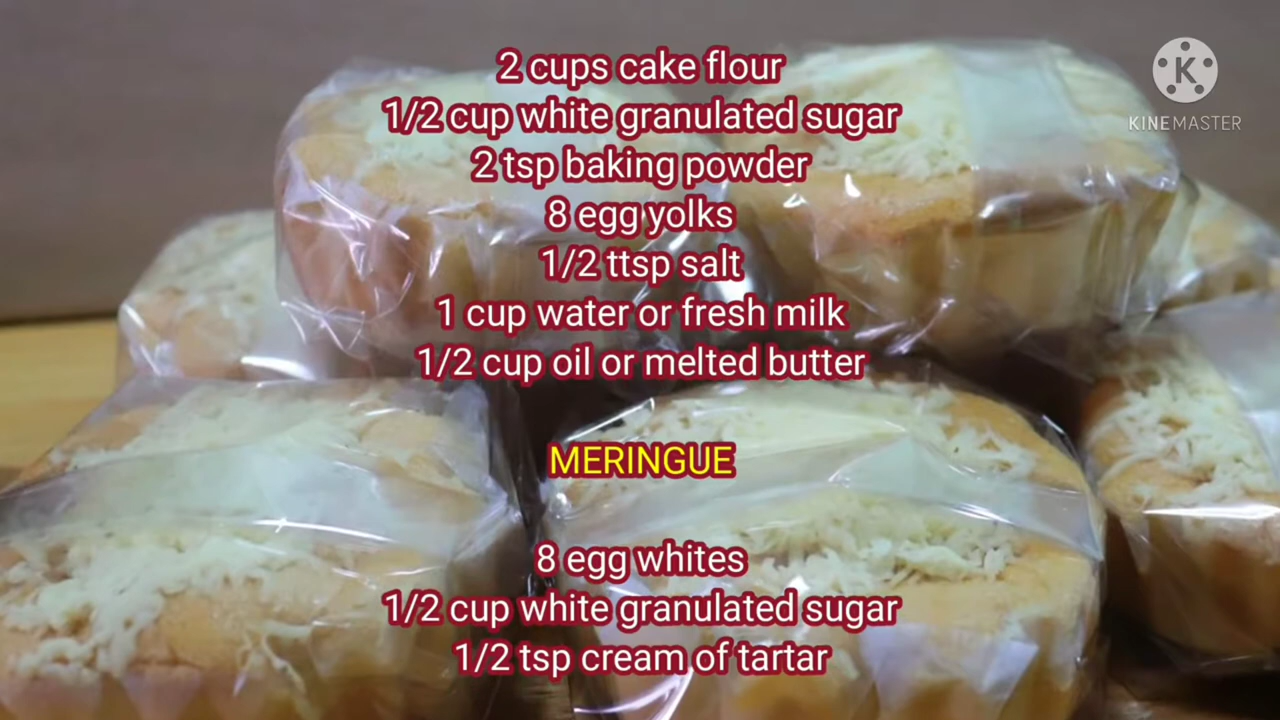 2 cups cake flour
1/2 cup white granulated sugar
2 tsp baking powder
8 egg yolks
1/2 ttsp salt
1 cup water or fresh milk
1/2 cup oil or melted butter
MERINGUE
8 egg whites
1/2 cup white granulated sugar
1/2 tsp cream of tartar
K
KINEMASTER